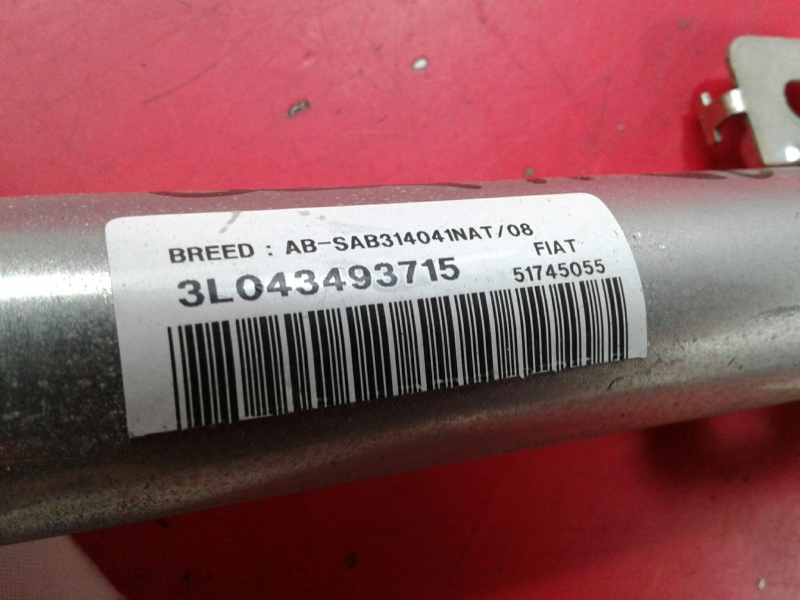 BREED : AB-SAB314041NAT/08
3L043493715
FIAT
51745055